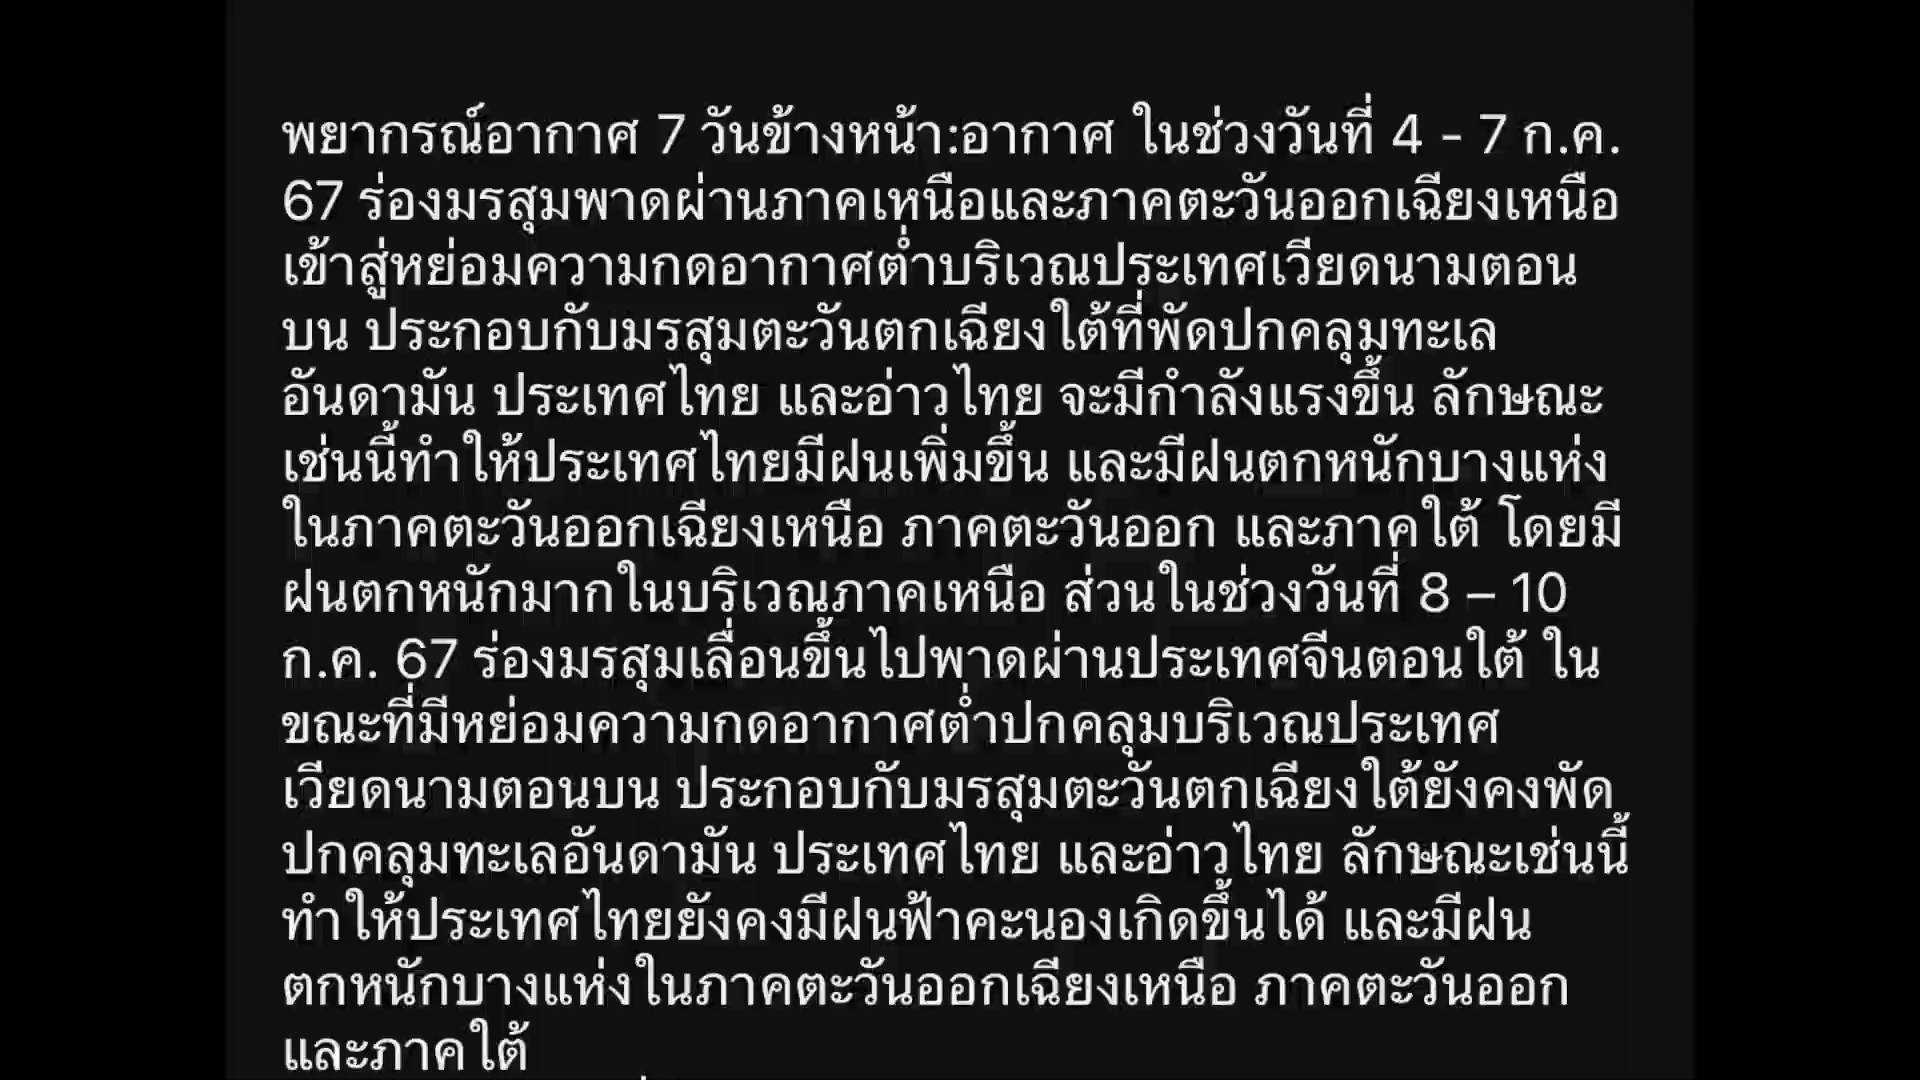 พยากรณ์อากาศ 7 วันข้างหน้า:อากาศ ในช่วงวันที่ 4 - 7 ก.ค.
67 ร่องมรสุมพาดผ่านภาคเหนือและภาคตะวันออกเฉียงเหนือ
เข้าสู่หย่อมความกดอากาศต่ำบริเวณประเทศเวียดนามตอน
บน ประกอบกับมรสุมตะวันตกเฉียงใต้ที่พัดปกคลุมทะเล
อันดามัน ประเทศไทย และอ่าวไทย จะมีกำลังแรงขึ้น ลักษณะ
เช่นนี้ทำให้ประเทศไทยมีฝนเพิ่มขึ้น และมีฝนตกหนักบางแห่ง
ในภาคตะวันออกเฉียงเหนือ ภาคตะวันออก และภาคใต้ โดยมี
ฝนตกหนักมากในบริเวณภาคเหนือ ส่วนในช่วงวันที่ 8 – 10
ก.ค. 67 ร่องมรสุมเลื่อนขึ้นไปพาดผ่านประเทศจีนตอนใต้ ใน
ขณะที่มีหย่อมความกดอากาศต่ำปกคลุมบริเวณประเทศ
เวียดนามตอนบน ประกอบกับมรสุมตะวันตกเฉียงใต้ยังคงพัด
ปกคลุมทะเลอันดามัน ประเทศไทย และอ่าวไทย ลักษณะเช่นนี้
ทำให้ประเทศไทยยังคงมีฝนฟ้าคะนองเกิดขึ้นได้ และมีฝน
ตกหนักบางแห่งในภาคตะวันออกเฉียงเหนือ ภาคตะวันออก
และภาคใต้